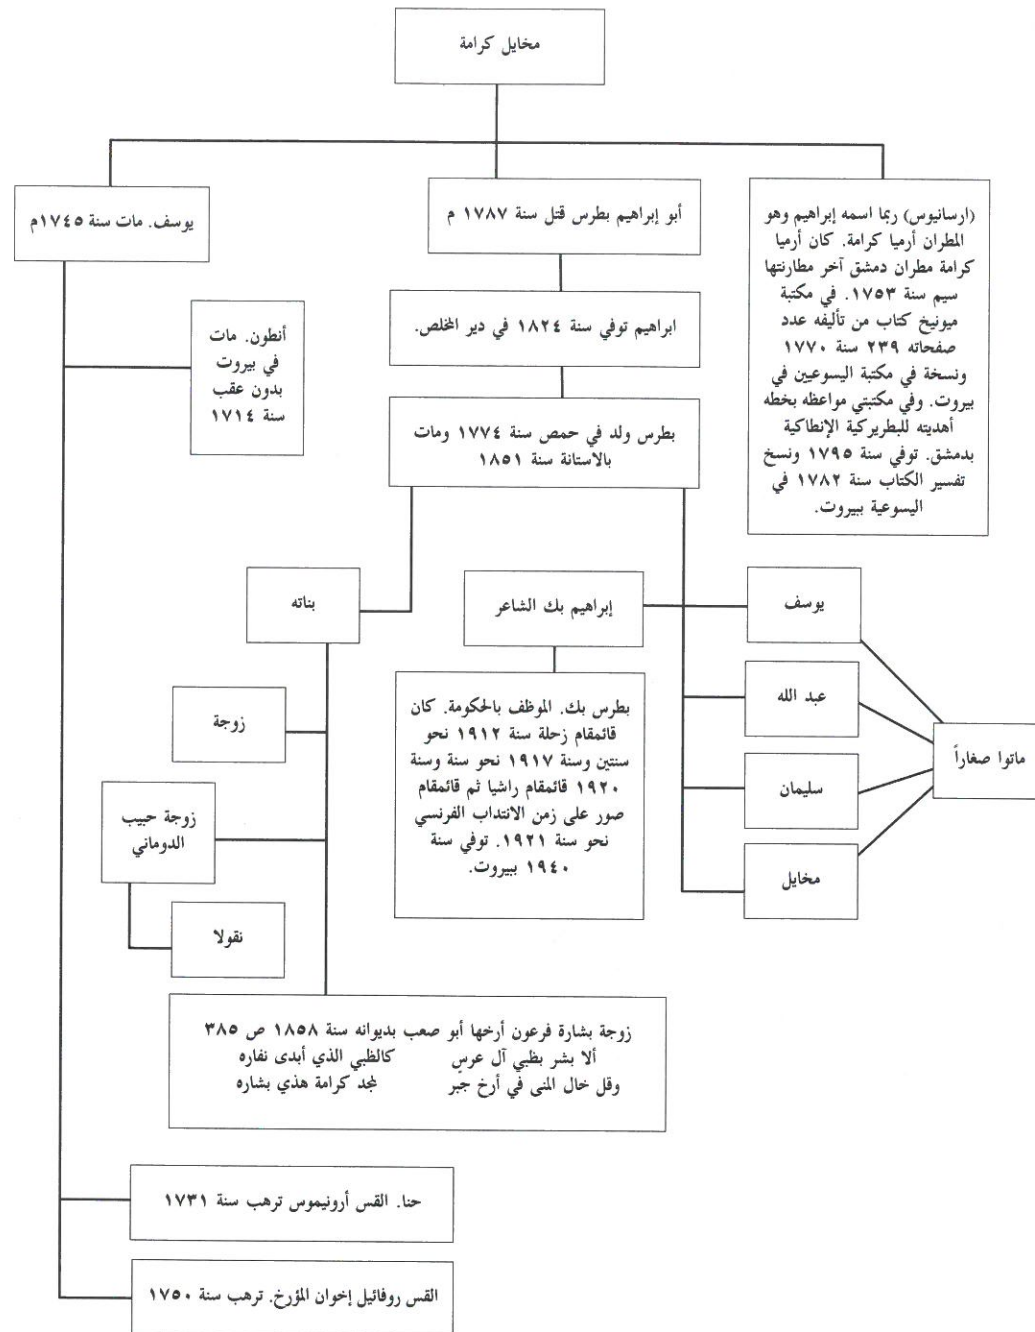 مخايل كرامة
يوسف. مات سنة ١٧٤٥م
أبو إبراهيم بطرس قتل سنة ١٧٨٧ م
(ارسانيوس) ربما اسمه إبراهيم وهو
المطران أرميا كرامة. كان أرميا
كرامة مطران دمشق آخر مطارنتها
سيم سنة ١٧٥٣. في مكتبة
ميونيخ كتاب من تأليفه عدد
صفحاته ٢٣٩ سنة ١٧٧٠
ونسخة في مكتبة اليسوعيين في
بيروت. وفي مكتبتي مواعظه بخطه
أهديته للبطريركية الإنطاكية
بدمشق. توفي سنة ١٧٩٥ ونسخ
تفسير الكتاب سنة ١٧٨٢ في
اليسوعية ببيروت.
ابراهيم توفي سنة ١٨٢٤ في دير المخلص.
أنطون. مات
في بيروت
بدون عقب
سنة ١٧١٤
بطرس ولد في حمص سنة ١٧٧٤ ومات
بالاستانة سنة ١٨٥١
بناته
إبراهيم بك الشاعر
يوسف
عبد الله
سليمان
مخايل
ماتوا صغاراً
بطرس بك. الموظف بالحكومة. كان
قائمقام زحلة سنة ١٩١٢ نحو
سنتين وسنة ١٩١٧ نحو سنة وسنة
١٩٢٠ قائمقام راشيا ثم قائمقام
صور على زمن الانتداب الفرنسي
نحو سنة ١٩٢١. توفي سنة
١٩٤٠ ببيروت.
زوجة
زوجة حبيب
الدوماني
نقولا
زوجة بشارة فرعون أرخها أبو صعب بديوانه سنة ١٨٥٨ ص ٣٨٥
ألا بشر بظبي آل عرسٍ كالظبي الذي أبدى نفاره
وقل خال المنى في أرخ جبّر لمجد كرامة هذي بشاره
حنا. القس أرونيموس ترهب سنة ١٧٣١
القس روفائيل إخوان المؤرخ. ترهب سنة ١٧٥٠